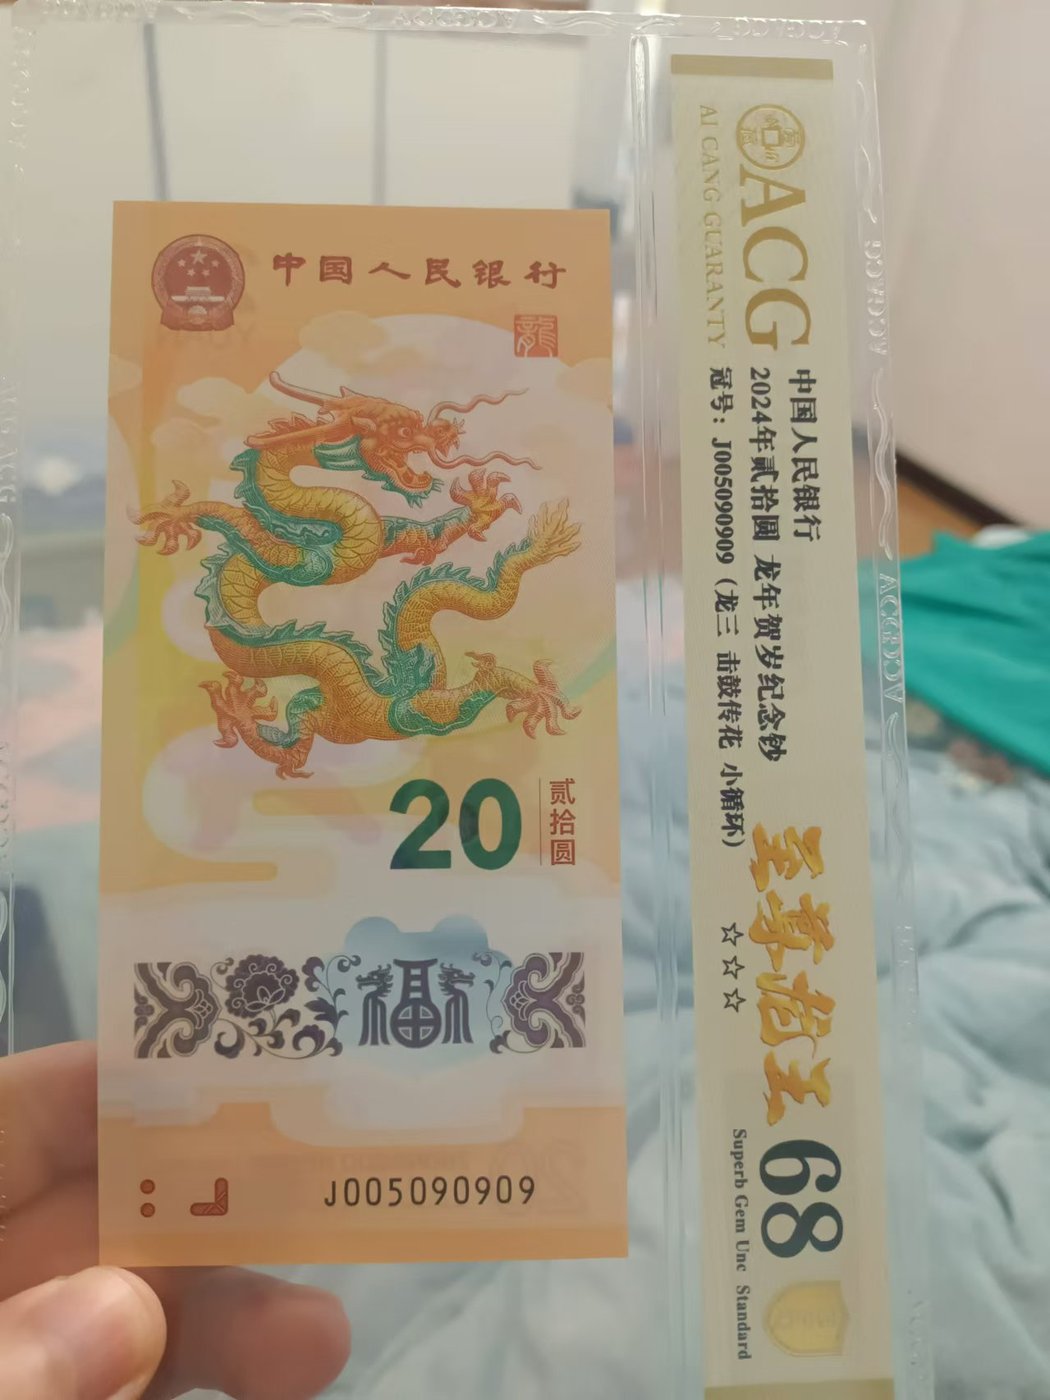 中国人民银行
龍
20
贰拾圆
福
J005090909
ACG
AI CANG GUARANTY
中国人民银行
2024年贰拾圆 龙年贺岁纪念钞
冠号：J005090909（龙三 击鼓传花 小循环）
至尊范王
☆☆☆
68
Superb Gem Unc Standard